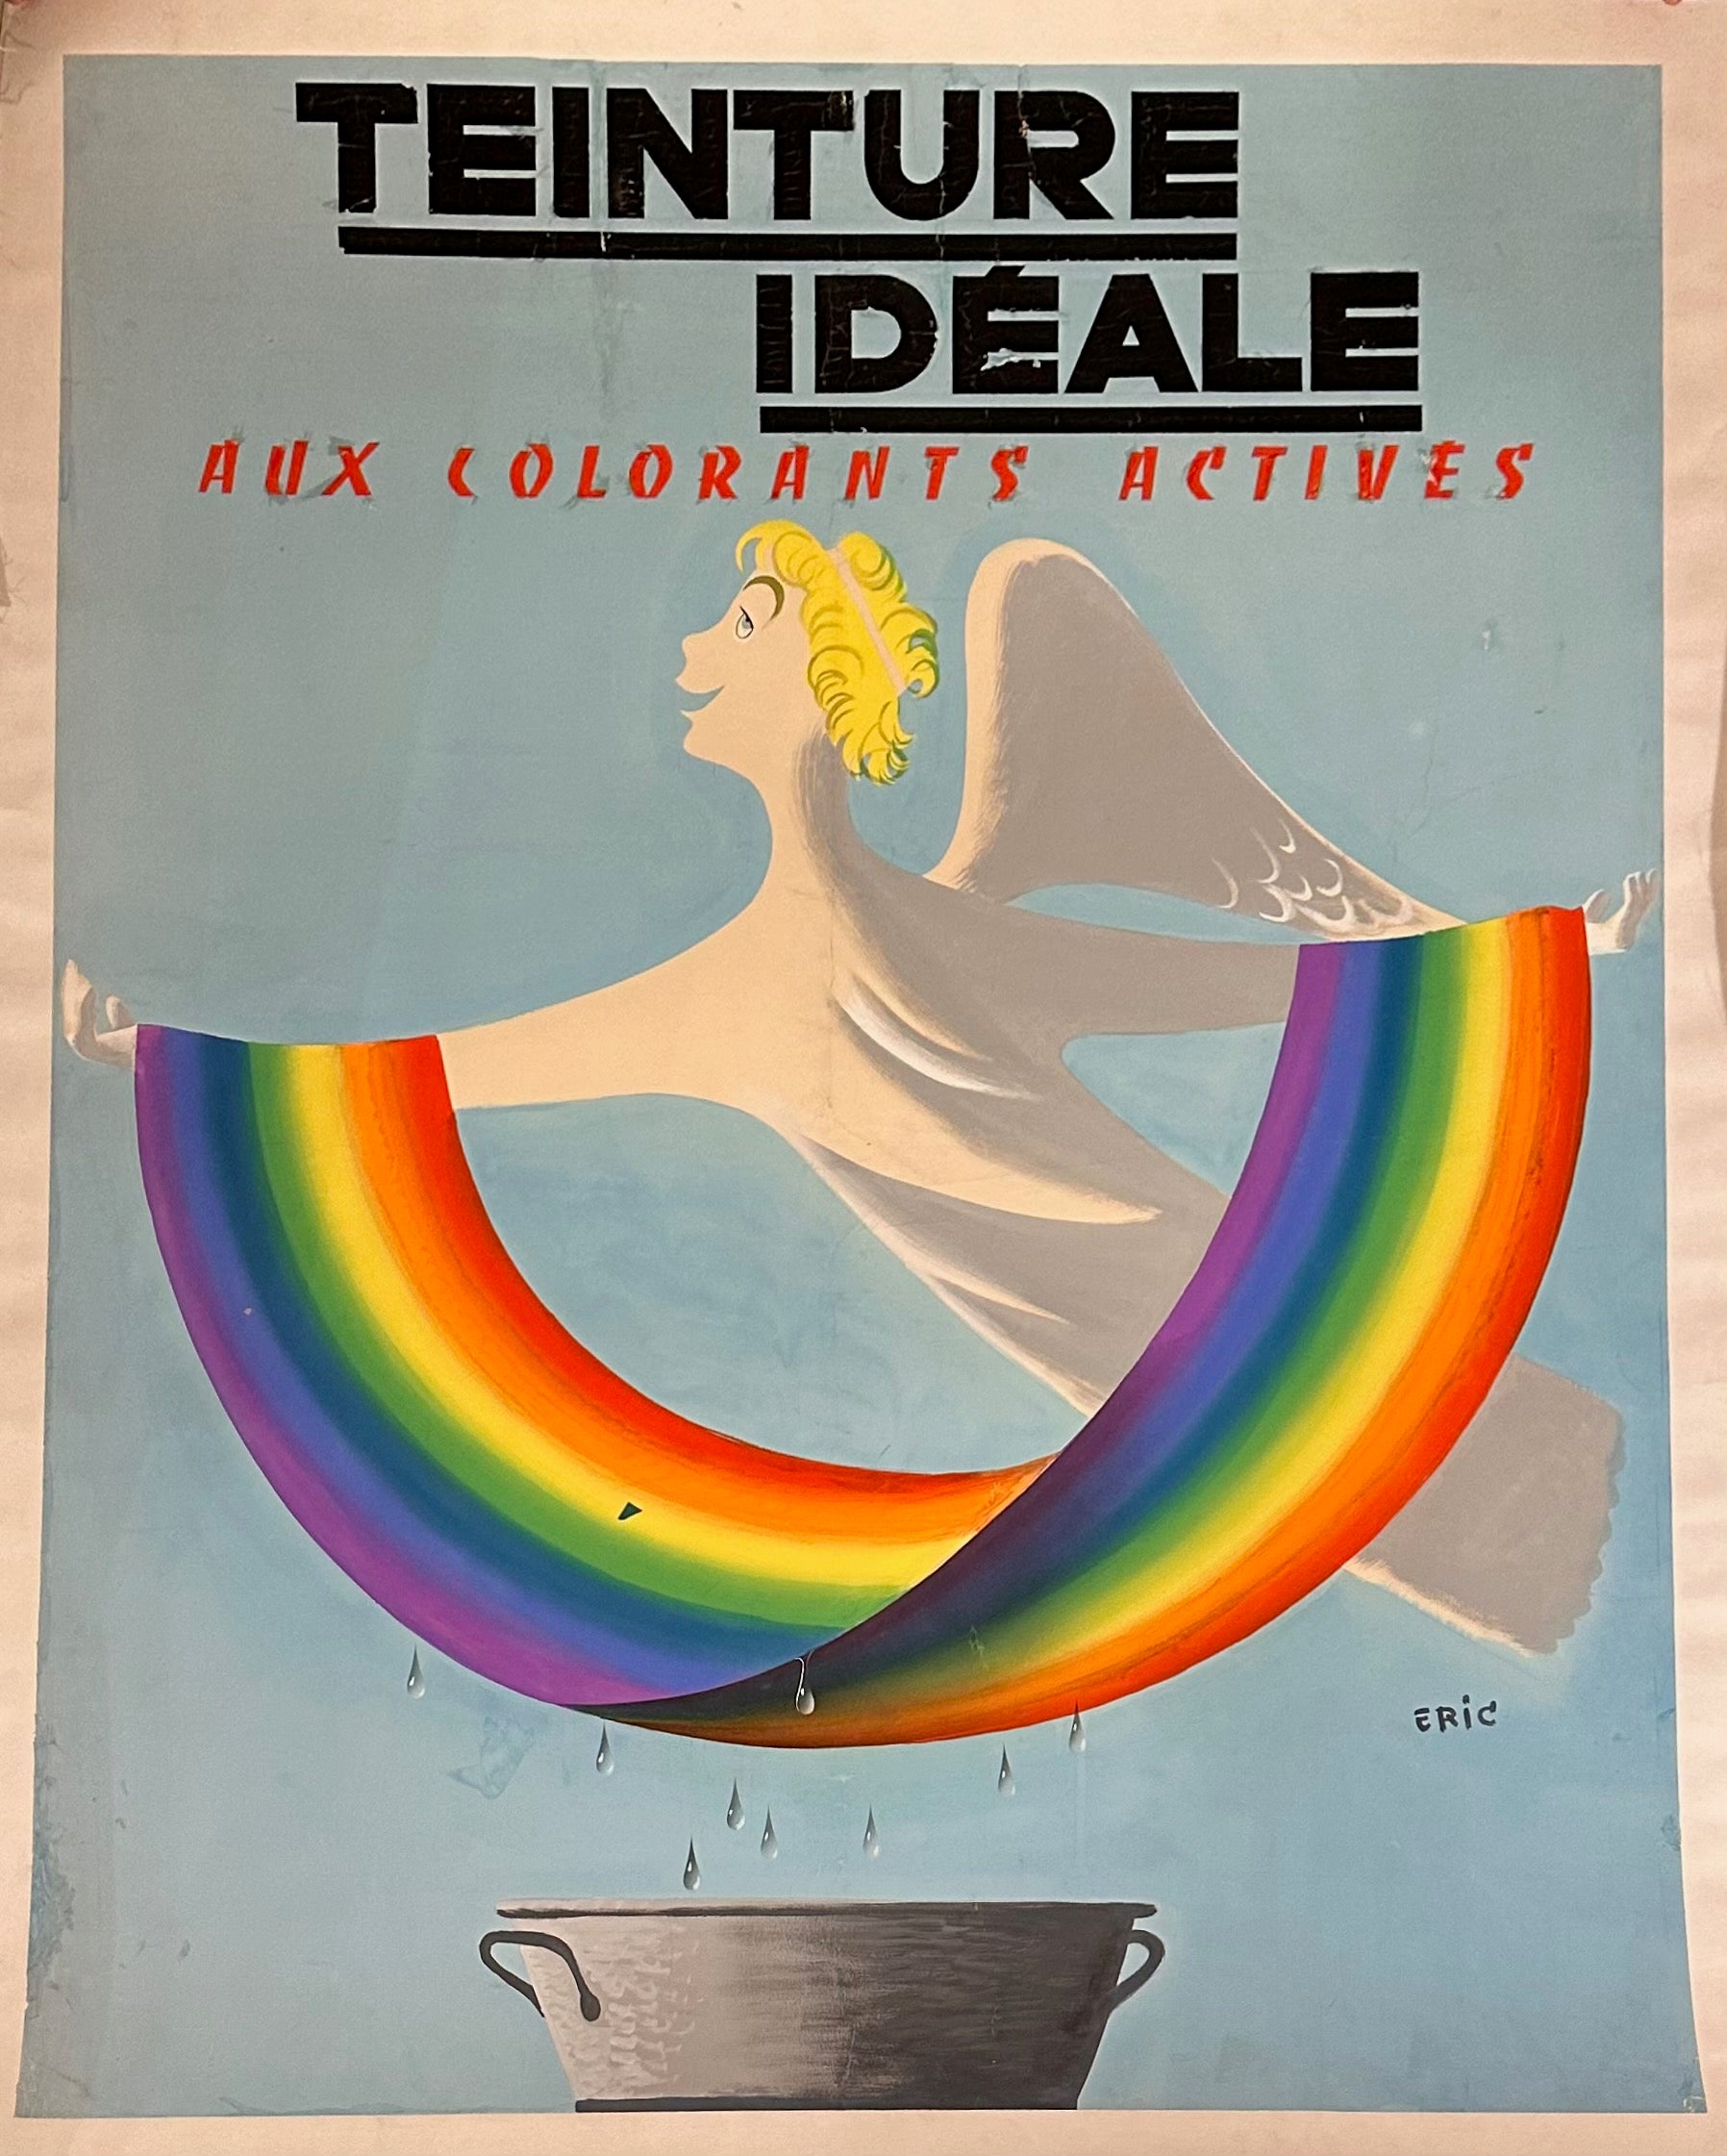 TEINTURE
IDÉALE
AUX COLORANTS ACTIVÉS
ERIC